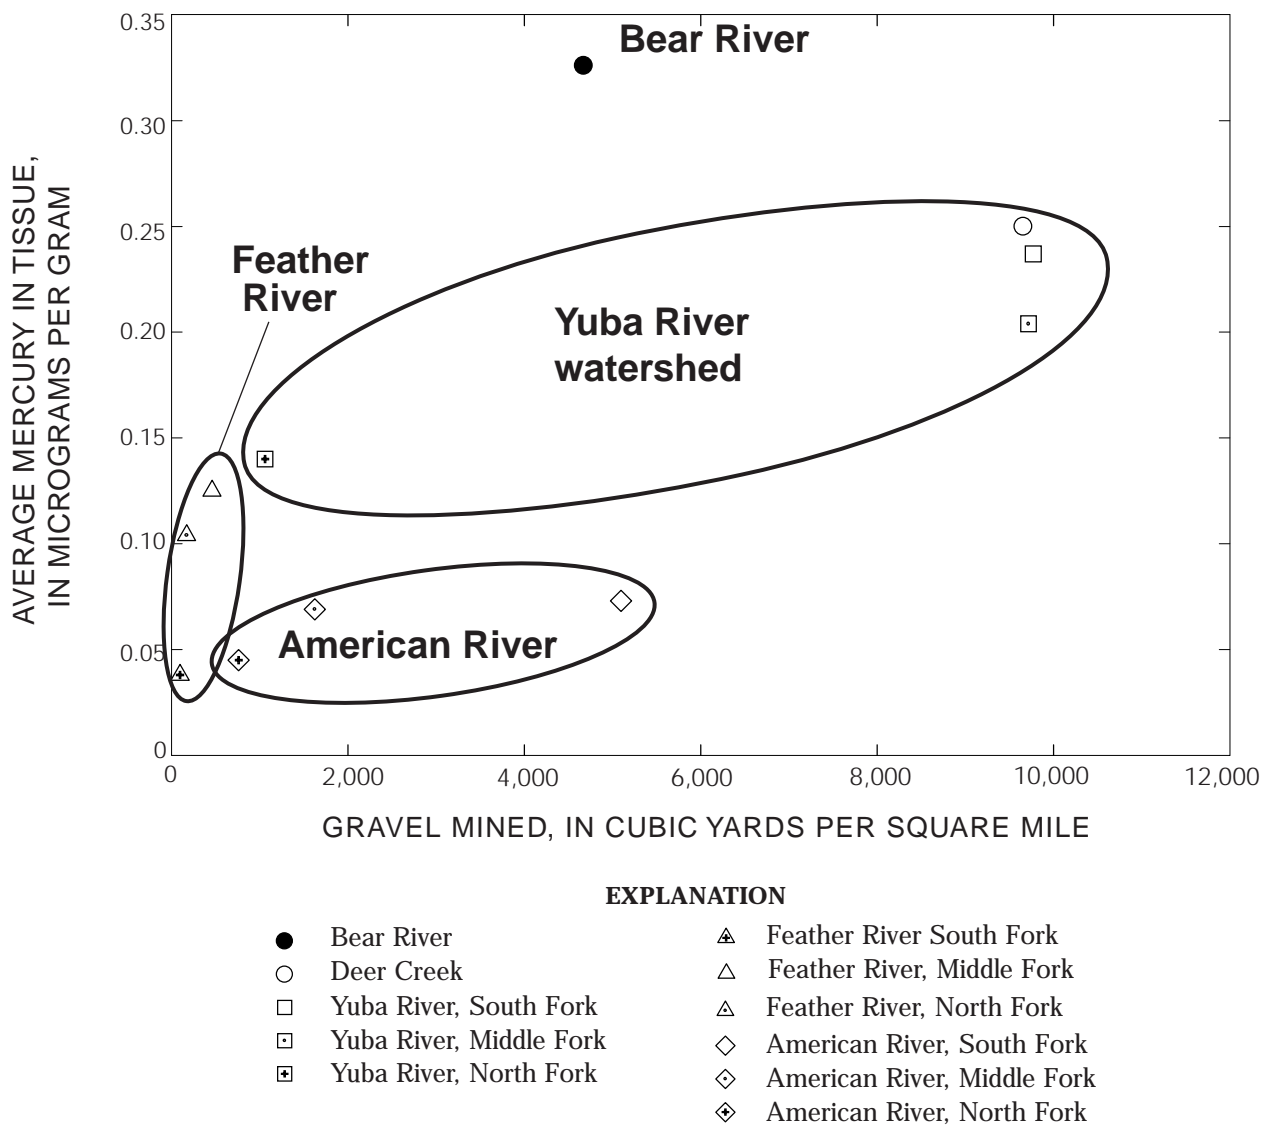 AVERAGE MERCURY IN TISSUE,
IN MICROGRAMS PER GRAM
0.35
0.30
0.25
0.20
0.15
0.10
0.05
0
Bear River
Feather
River
Yuba River
watershed
American River
0
2,000
4,000
6,000
8,000
10,000
12,000
GRAVEL MINED, IN CUBIC YARDS PER SQUARE MILE
EXPLANATION
Bear River
Deer Creek
Yuba River, South Fork
Yuba River, Middle Fork
Yuba River, North Fork
Feather River South Fork
Feather River, Middle Fork
Feather River, North Fork
American River, South Fork
American River, Middle Fork
American River, North Fork